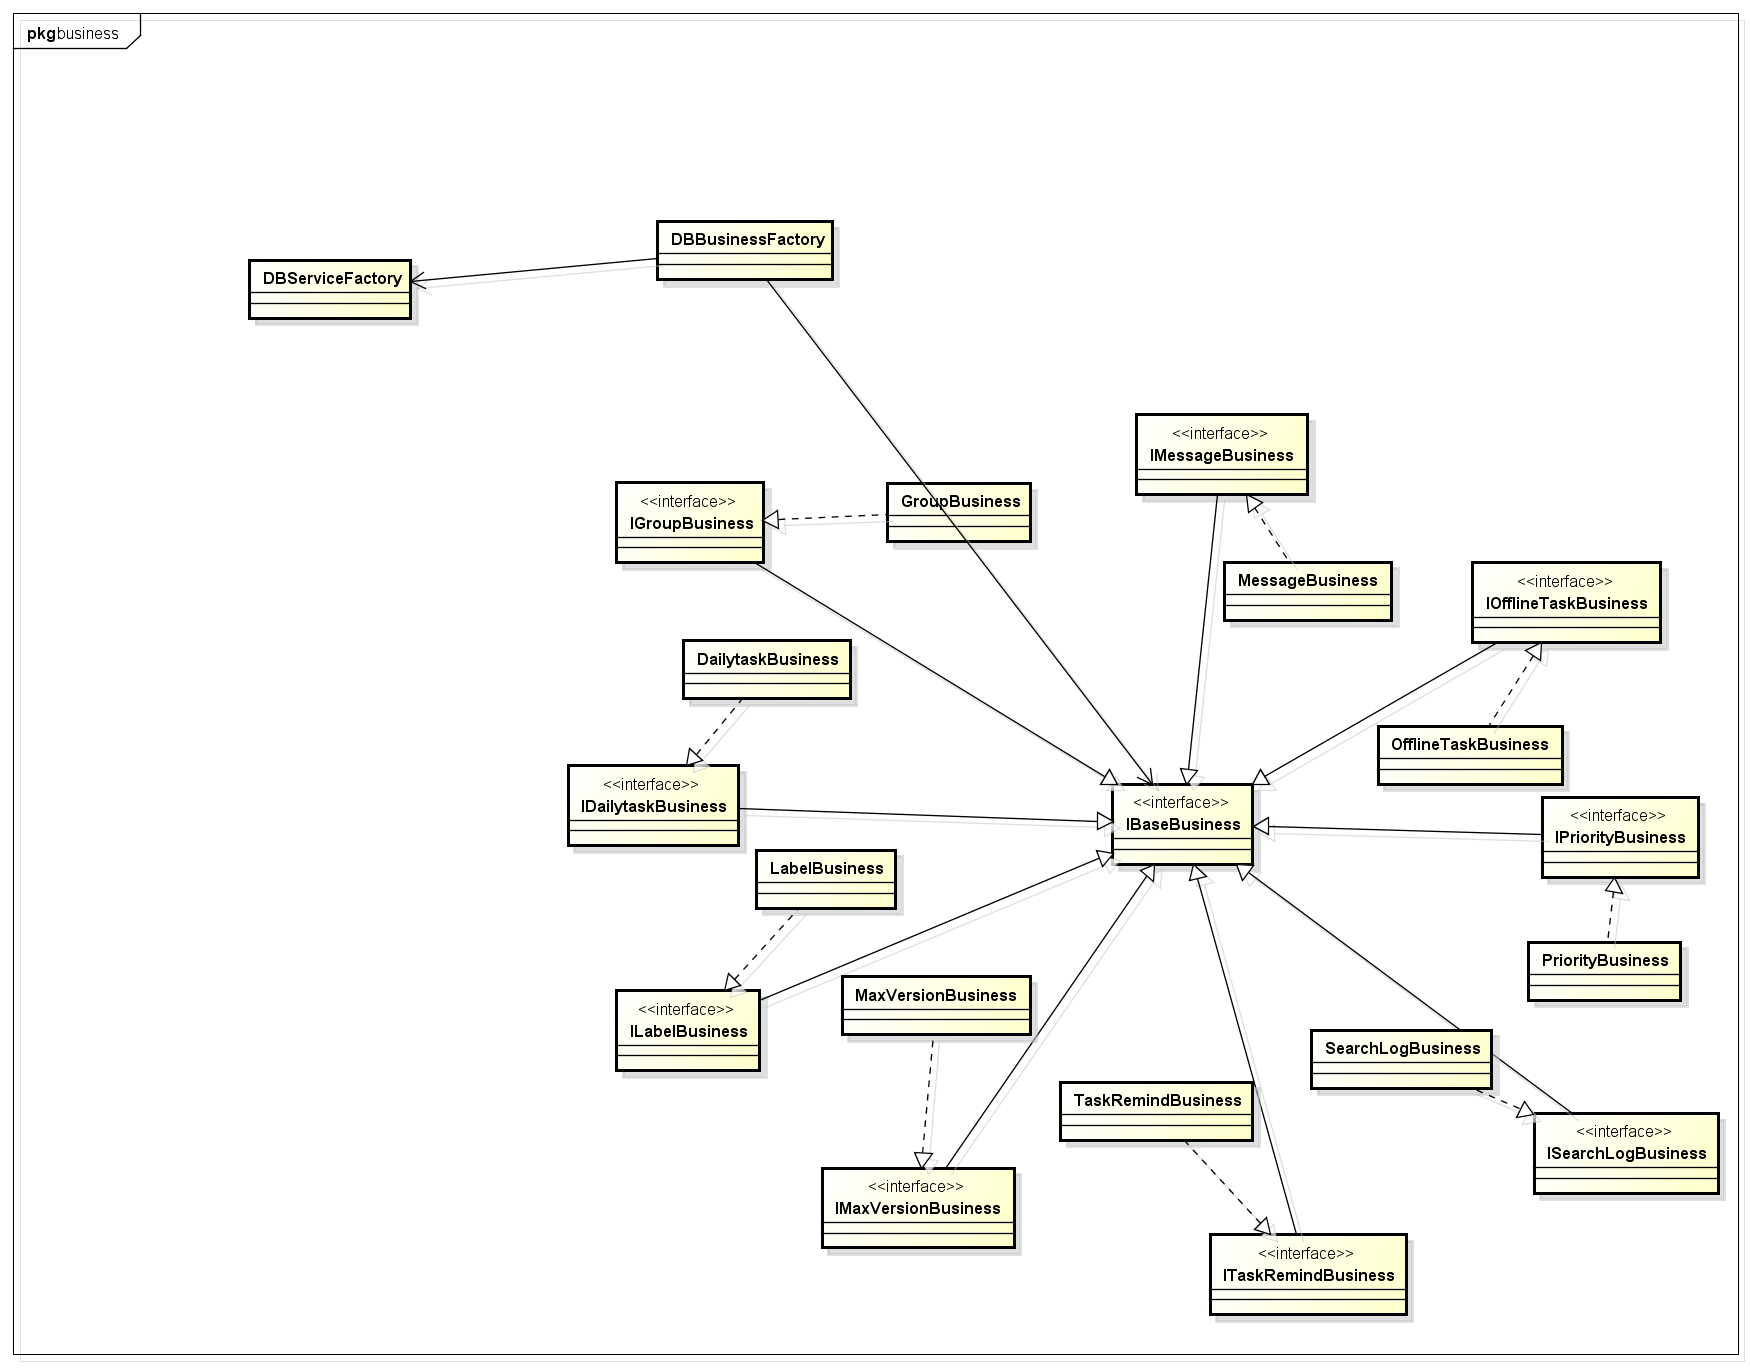 pkg business
DBBusinessFactory
DBServiceFactory
<<interface>>
IMessageBusiness
<<interface>>
IGroupBusiness
GroupBusiness
MessageBusiness
<<interface>>
IOfflineTaskBusiness
DailytaskBusiness
OfflineTaskBusiness
<<interface>>
IDailytaskBusiness
<<interface>>
IBaseBusiness
<<interface>>
IPriorityBusiness
LabelBusiness
PriorityBusiness
MaxVersionBusiness
<<interface>>
ILabelBusiness
SearchLogBusiness
TaskRemindBusiness
<<interface>>
ISearchLogBusiness
<<interface>>
IMaxVersionBusiness
<<interface>>
ITaskRemindBusiness